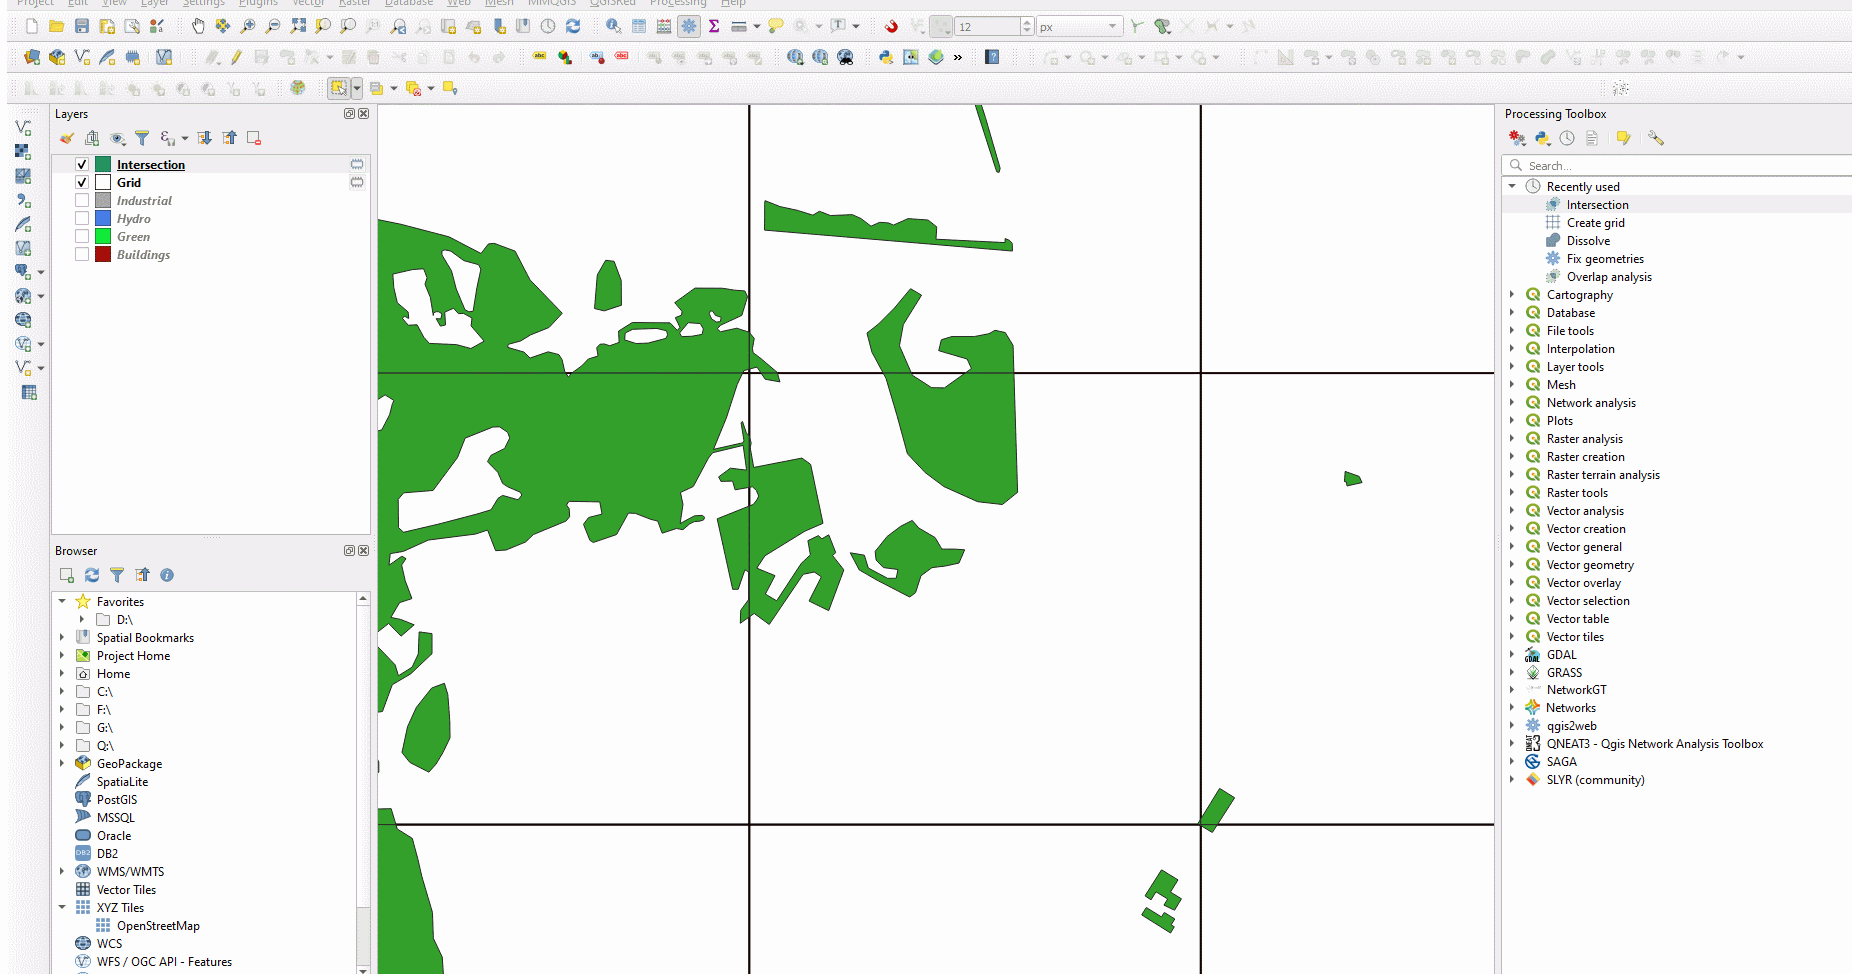 Project Edit View Layer Settings Plugins Vector Raster Database Web Mesh MMQGIS QGISRed Processing Help
12 px
abc abc abc
»
Layers
Intersection
Grid
Industrial
Hydro
Green
Buildings
Browser
Favorites
D:\
Spatial Bookmarks
Project Home
Home
C:\
F:\
G:\
Q:\
GeoPackage
SpatiaLite
PostGIS
MSSQL
Oracle
DB2
WMS/WMTS
Vector Tiles
XYZ Tiles
OpenStreetMap
WCS
WFS / OGC API - Features
Processing Toolbox
Search...
Recently used
Intersection
Create grid
Dissolve
Fix geometries
Overlap analysis
Cartography
Database
File tools
Interpolation
Layer tools
Mesh
Network analysis
Plots
Raster analysis
Raster creation
Raster terrain analysis
Raster tools
Vector analysis
Vector creation
Vector general
Vector geometry
Vector overlay
Vector selection
Vector table
Vector tiles
GDAL
GRASS
NetworkGT
Networks
qgis2web
QNEAT3 - Qgis Network Analysis Toolbox
SAGA
SLYR (community)